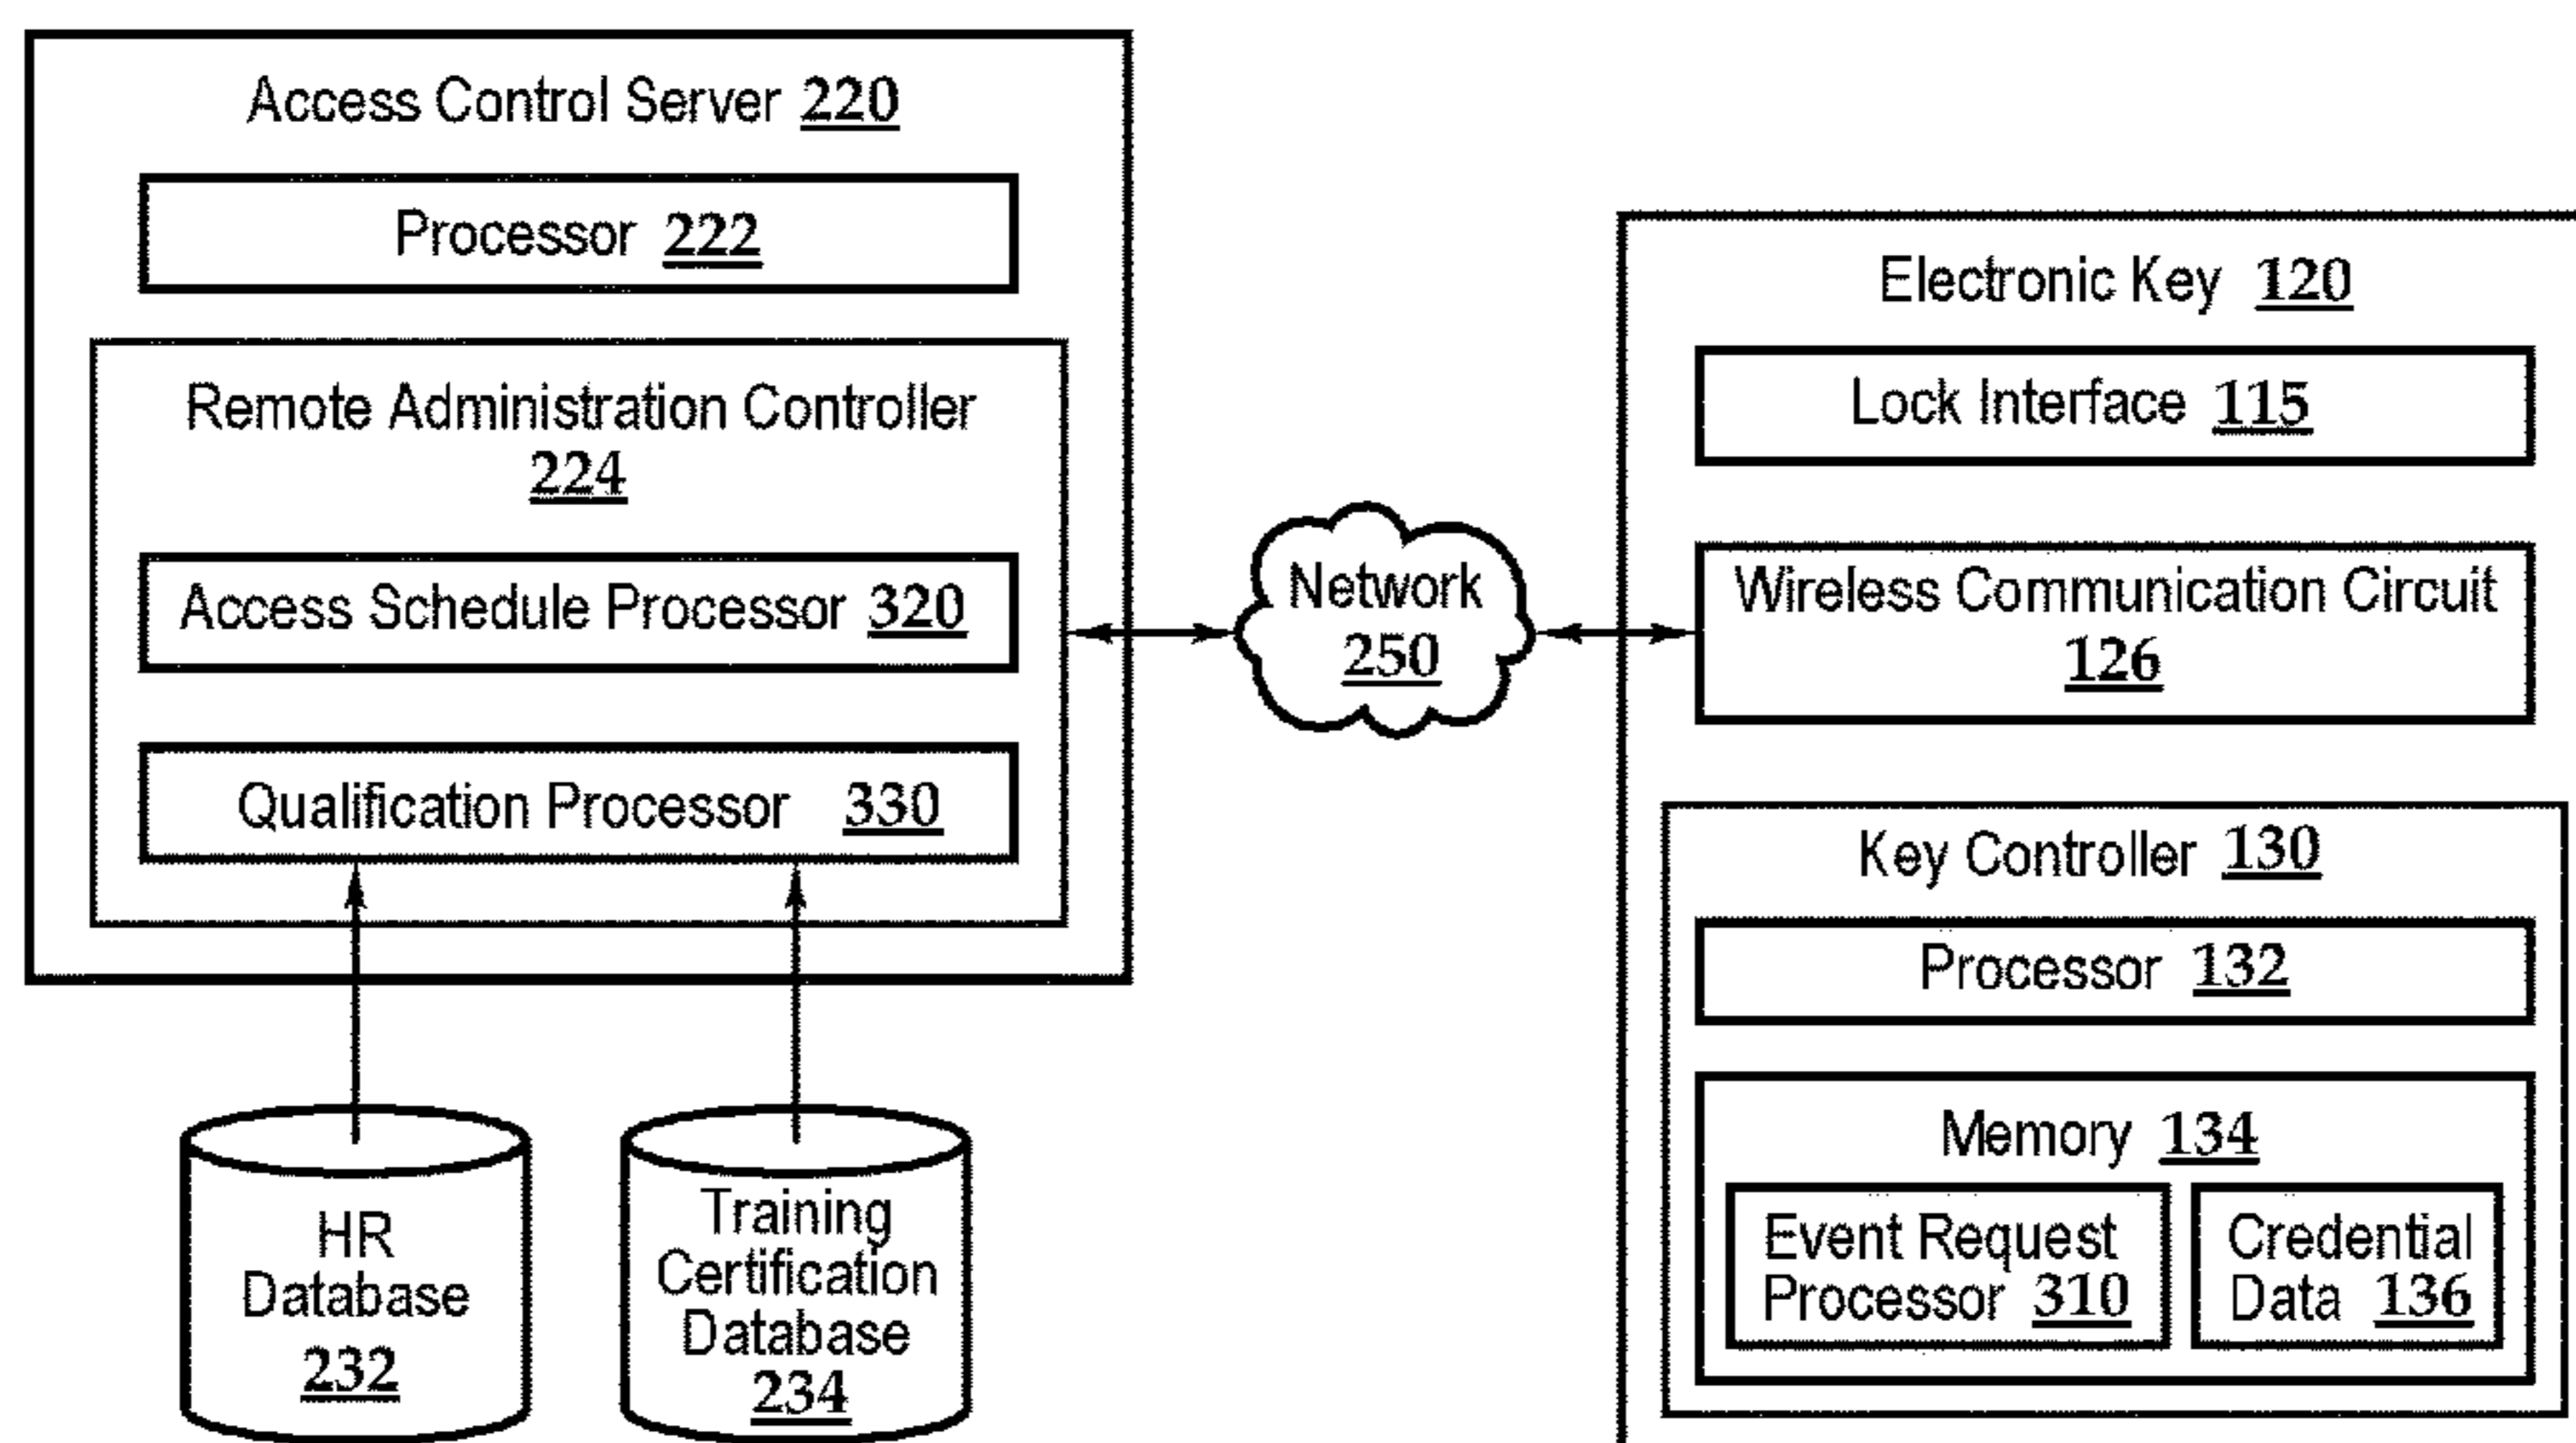 Access Control Server 220
Processor 222
Remote Administration Controller
224
Access Schedule Processor 320
Qualification Processor 330
HR
Database
232
Training
Certification
Database
234
Network
250
Electronic Key 120
Lock Interface 115
Wireless Communication Circuit
126
Key Controller 130
Processor 132
Memory 134
Event Request
Processor 310
Credential
Data 136